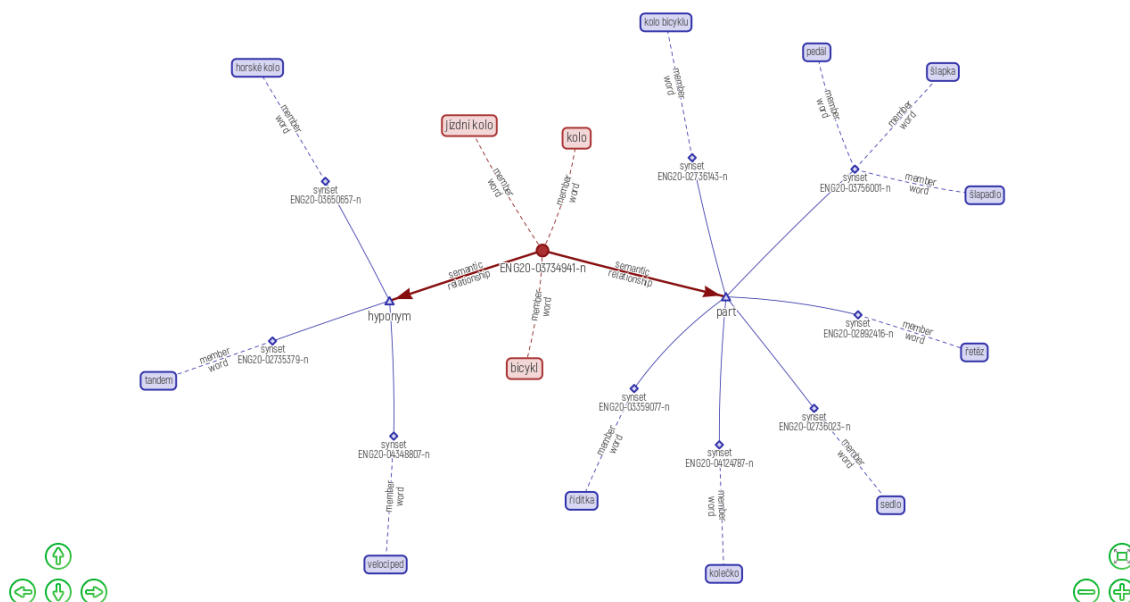 kolo bicyklu
pedál
šlapka
horské kolo
member
word
member
word
member
word
member
word
jízdní kolo
kolo
synset
ENG20-02736143-n
synset
ENG20-03756001-n
member
word
šlapadlo
synset
ENG20-03650657-n
member
word
member
word
ENG20-03734941-n
semantic
relationship
semantic
relationship
hyponym
part
member
word
synset
ENG20-02892416-n
member
word
řetěz
synset
ENG20-02735379-n
member
word
tandem
bicykl
synset
ENG20-03359077-n
synset
ENG20-02736023-n
synset
ENG20-04348807-n
member
word
synset
ENG20-04124787-n
member
word
member
word
member
word
řidítka
sedlo
velociped
kolečko